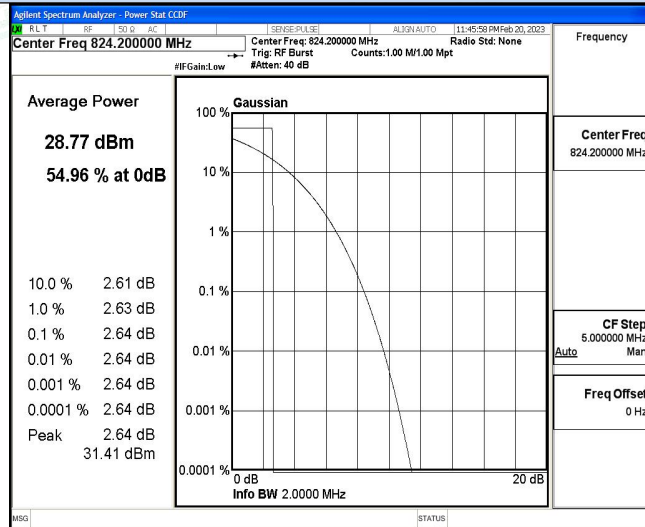 Agilent Spectrum Analyzer - Power Stat CCDF
RLT RF 50 Ω AC SENSE:PULSE ALIGN AUTO 11:45:58 PM Feb 20, 2023
Center Freq 824.200000 MHz
Center Freq: 824.200000 MHz Radio Std: None
Trig: RF Burst Counts:1.00 M/1.00 Mpt
#IFGain:Low #Atten: 40 dB
Frequency
Average Power
28.77 dBm
54.96 % at 0dB
10.0 % 2.61 dB
1.0 % 2.63 dB
0.1 % 2.64 dB
0.01 % 2.64 dB
0.001 % 2.64 dB
0.0001 % 2.64 dB
Peak 2.64 dB
31.41 dBm
Gaussian
100 %
10 %
1 %
0.1 %
0.01 %
0.001 %
0.0001 %
0 dB 20 dB
Info BW 2.0000 MHz
Center Freq
824.200000 MHz
CF Step
5.000000 MHz
Auto Man
Freq Offset
0 Hz
MSG STATUS